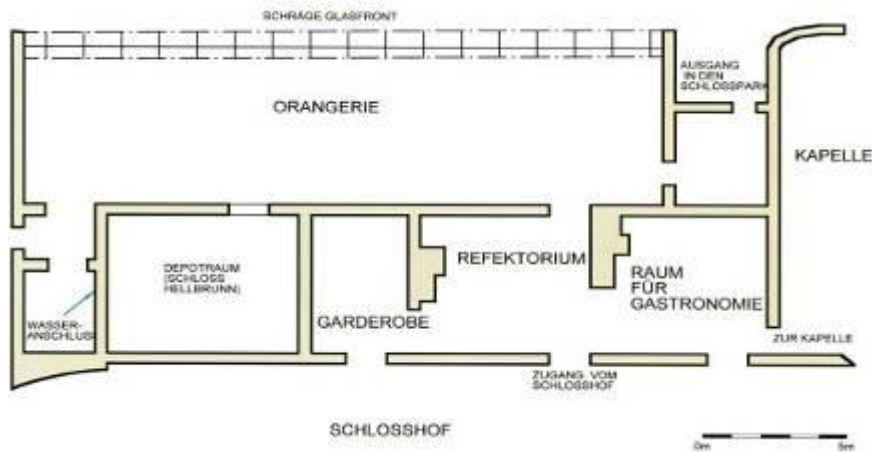 SCHRÄGE GLASFRONT
AUSGANG
IN DEN
SCHLOSSPARK
ORANGERIE
KAPELLE
DEPOTRAUM
(SCHLOSS
HELLBRUNN)
REFEKTORIUM
RAUM
FÜR
GASTRONOMIE
WASSER-
ANSCHLUSS
GARDEROBE
ZUR KAPELLE
ZUGANG VOM
SCHLOSSHOF
SCHLOSSHOF
0m
5m